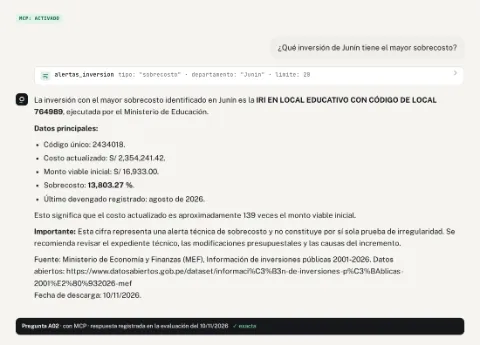 MCP: ACTIVADO
¿Qué inversión de Junín tiene el mayor sobrecosto?
alertas_inversion tipo: "sobrecosto" · departamento: "Junín" · limite: 20
La inversión con el mayor sobrecosto identificado en Junín es la IRI EN LOCAL EDUCATIVO CON CÓDIGO DE LOCAL
764989, ejecutada por el Ministerio de Educación.
Datos principales:
• Código único: 2434018.
• Costo actualizado: S/ 2,354,241.42.
• Monto viable inicial: S/ 16,933.00.
• Sobrecosto: 13,803.27 %.
• Último devengado registrado: agosto de 2026.
Esto significa que el costo actualizado es aproximadamente 139 veces el monto viable inicial.
Importante: Esta cifra representa una alerta técnica de sobrecosto y no constituye por sí sola prueba de irregularidad. Se
recomienda revisar el expediente técnico, las modificaciones presupuestales y las causas del incremento.
Fuente: Ministerio de Economía y Finanzas (MEF), Información de inversiones públicas 2001-2026. Datos
abiertos: https://www.datosabiertos.gob.pe/dataset/informaci%C3%B3n-de-inversiones-p%C3%BAblicas-
2001%E2%80%932026-mef
Fecha de descarga: 10/11/2026.
Pregunta A02 · con MCP · respuesta registrada en la evaluación del 19/11/2026 ✓ exacta